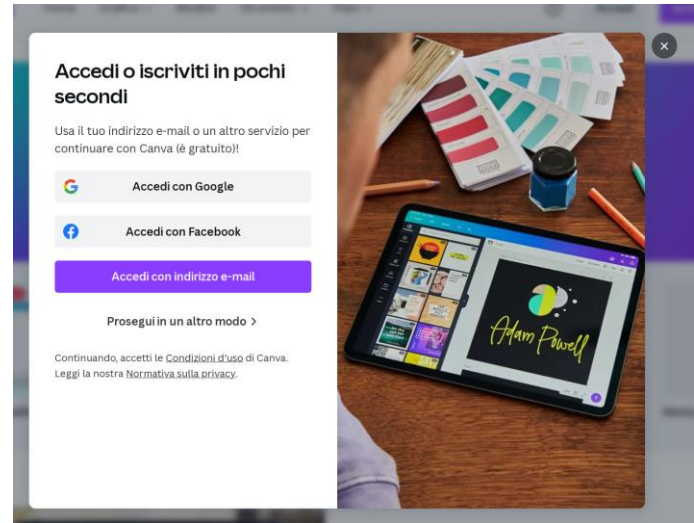 Accedi o iscriviti in pochi
secondi
Usa il tuo indirizzo e-mail o un altro servizio per
continuare con Canva (è gratuito)!
Accedi con Google
Accedi con Facebook
Accedi con indirizzo e-mail
Prosegui in un altro modo >
Continuando, accetti le Condizioni d'uso di Canva.
Leggi la nostra Normativa sulla privacy.
Adam Powell